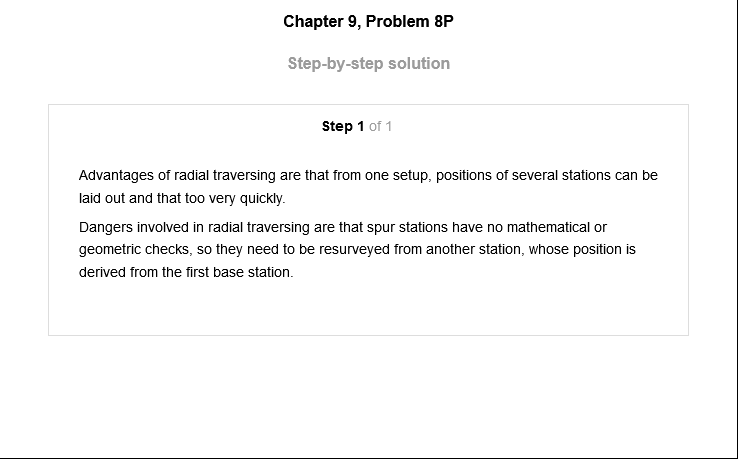 Chapter 9, Problem 8P
Step-by-step solution
Step 1 of 1
Advantages of radial traversing are that from one setup, positions of several stations can be
laid out and that too very quickly.
Dangers involved in radial traversing are that spur stations have no mathematical or
geometric checks, so they need to be resurveyed from another station, whose position is
derived from the first base station.